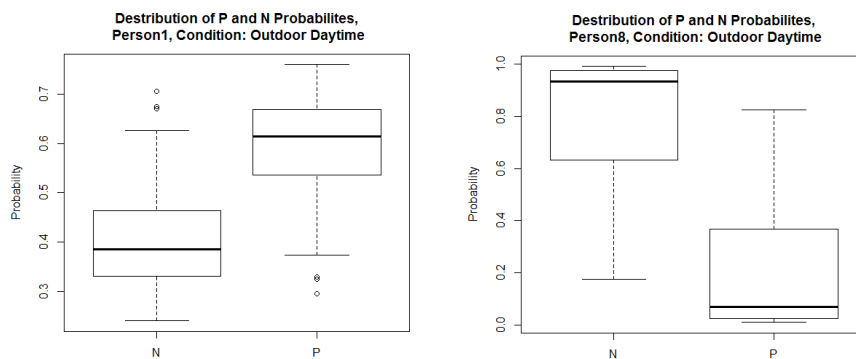 Destribution of P and N Probabilites,
Person1, Condition: Outdoor Daytime
Probability
0.7
0.6
0.5
0.4
0.3
N P
Destribution of P and N Probabilites,
Person8, Condition: Outdoor Daytime
Probability
1.0
0.8
0.6
0.4
0.2
0.0
N P